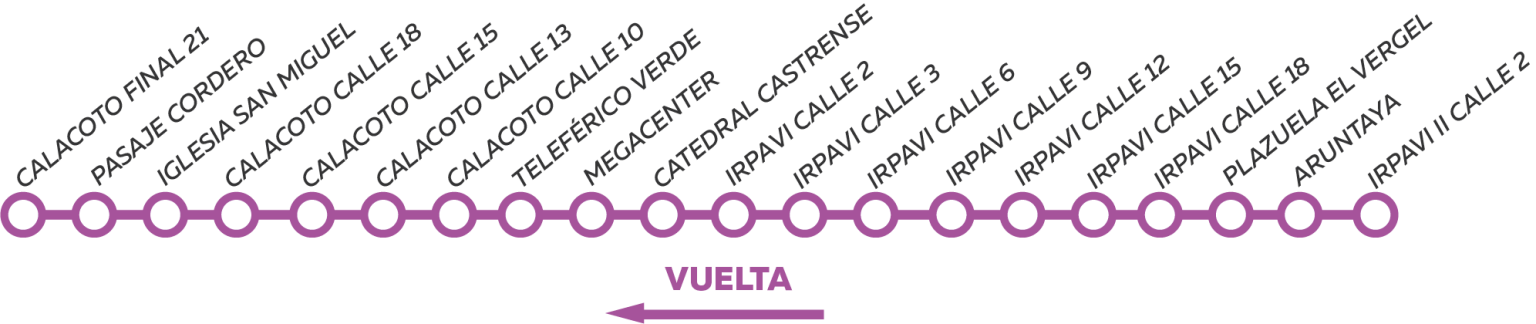 CALACOTO FINAL 21
PASAJE CORDERO
IGLESIA SAN MIGUEL
CALACOTO CALLE 18
CALACOTO CALLE 15
CALACOTO CALLE 13
CALACOTO CALLE 10
TELEFÉRICO VERDE
MEGACENTER
CATEDRAL CASTRENSE
IRPAVI CALLE 2
IRPAVI CALLE 3
IRPAVI CALLE 6
IRPAVI CALLE 9
IRPAVI CALLE 12
IRPAVI CALLE 15
IRPAVI CALLE 18
PLAZUELA EL VERGEL
ARUNTAYA
IRPAVI II CALLE 2
VUELTA